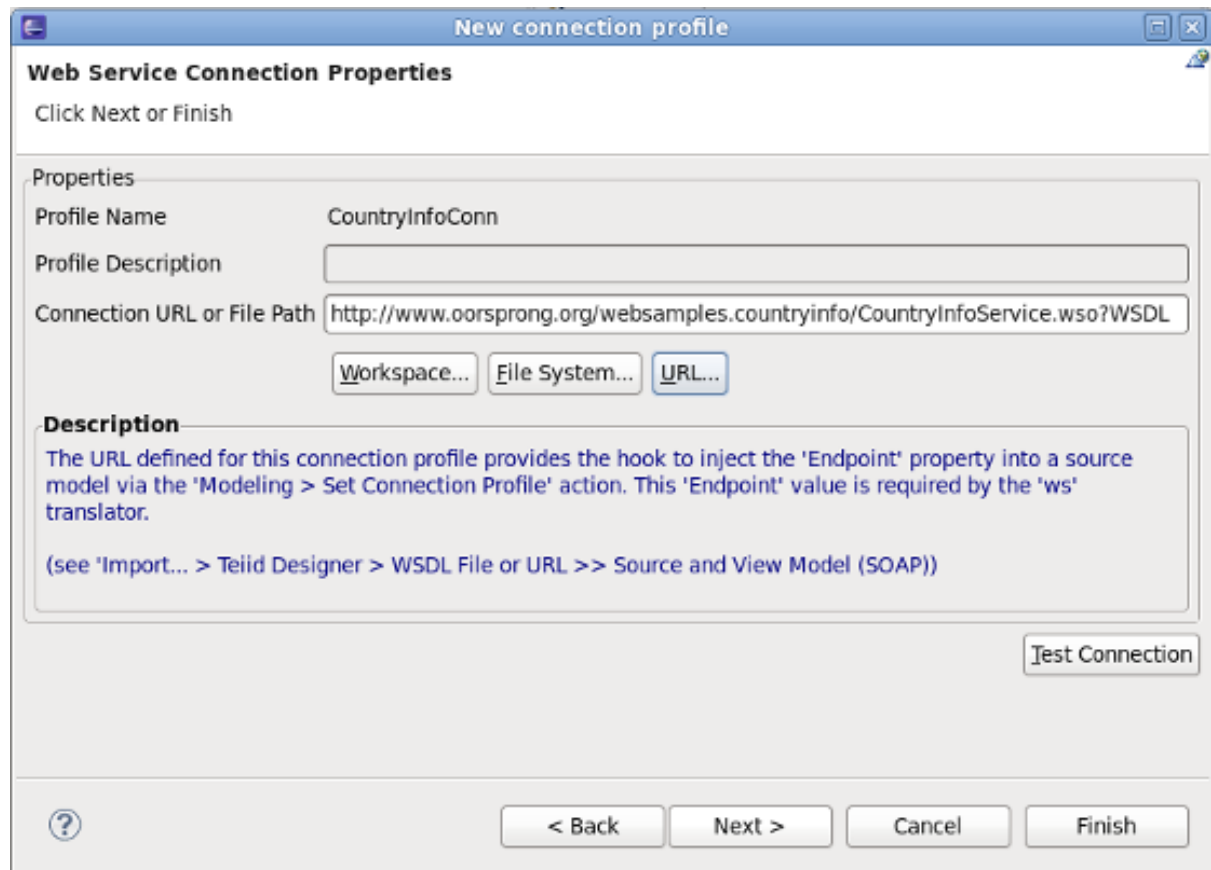 New connection profile
Web Service Connection Properties
Click Next or Finish
Properties
Profile Name CountryInfoConn
Profile Description
Connection URL or File Path http://www.oorsprong.org/websamples.countryinfo/CountryInfoService.wso?WSDL
Workspace... File System... URL...
Description
The URL defined for this connection profile provides the hook to inject the 'Endpoint' property into a source
model via the 'Modeling > Set Connection Profile' action. This 'Endpoint' value is required by the 'ws'
translator.
(see 'Import... > Teiid Designer > WSDL File or URL >> Source and View Model (SOAP))
Test Connection
? < Back Next > Cancel Finish